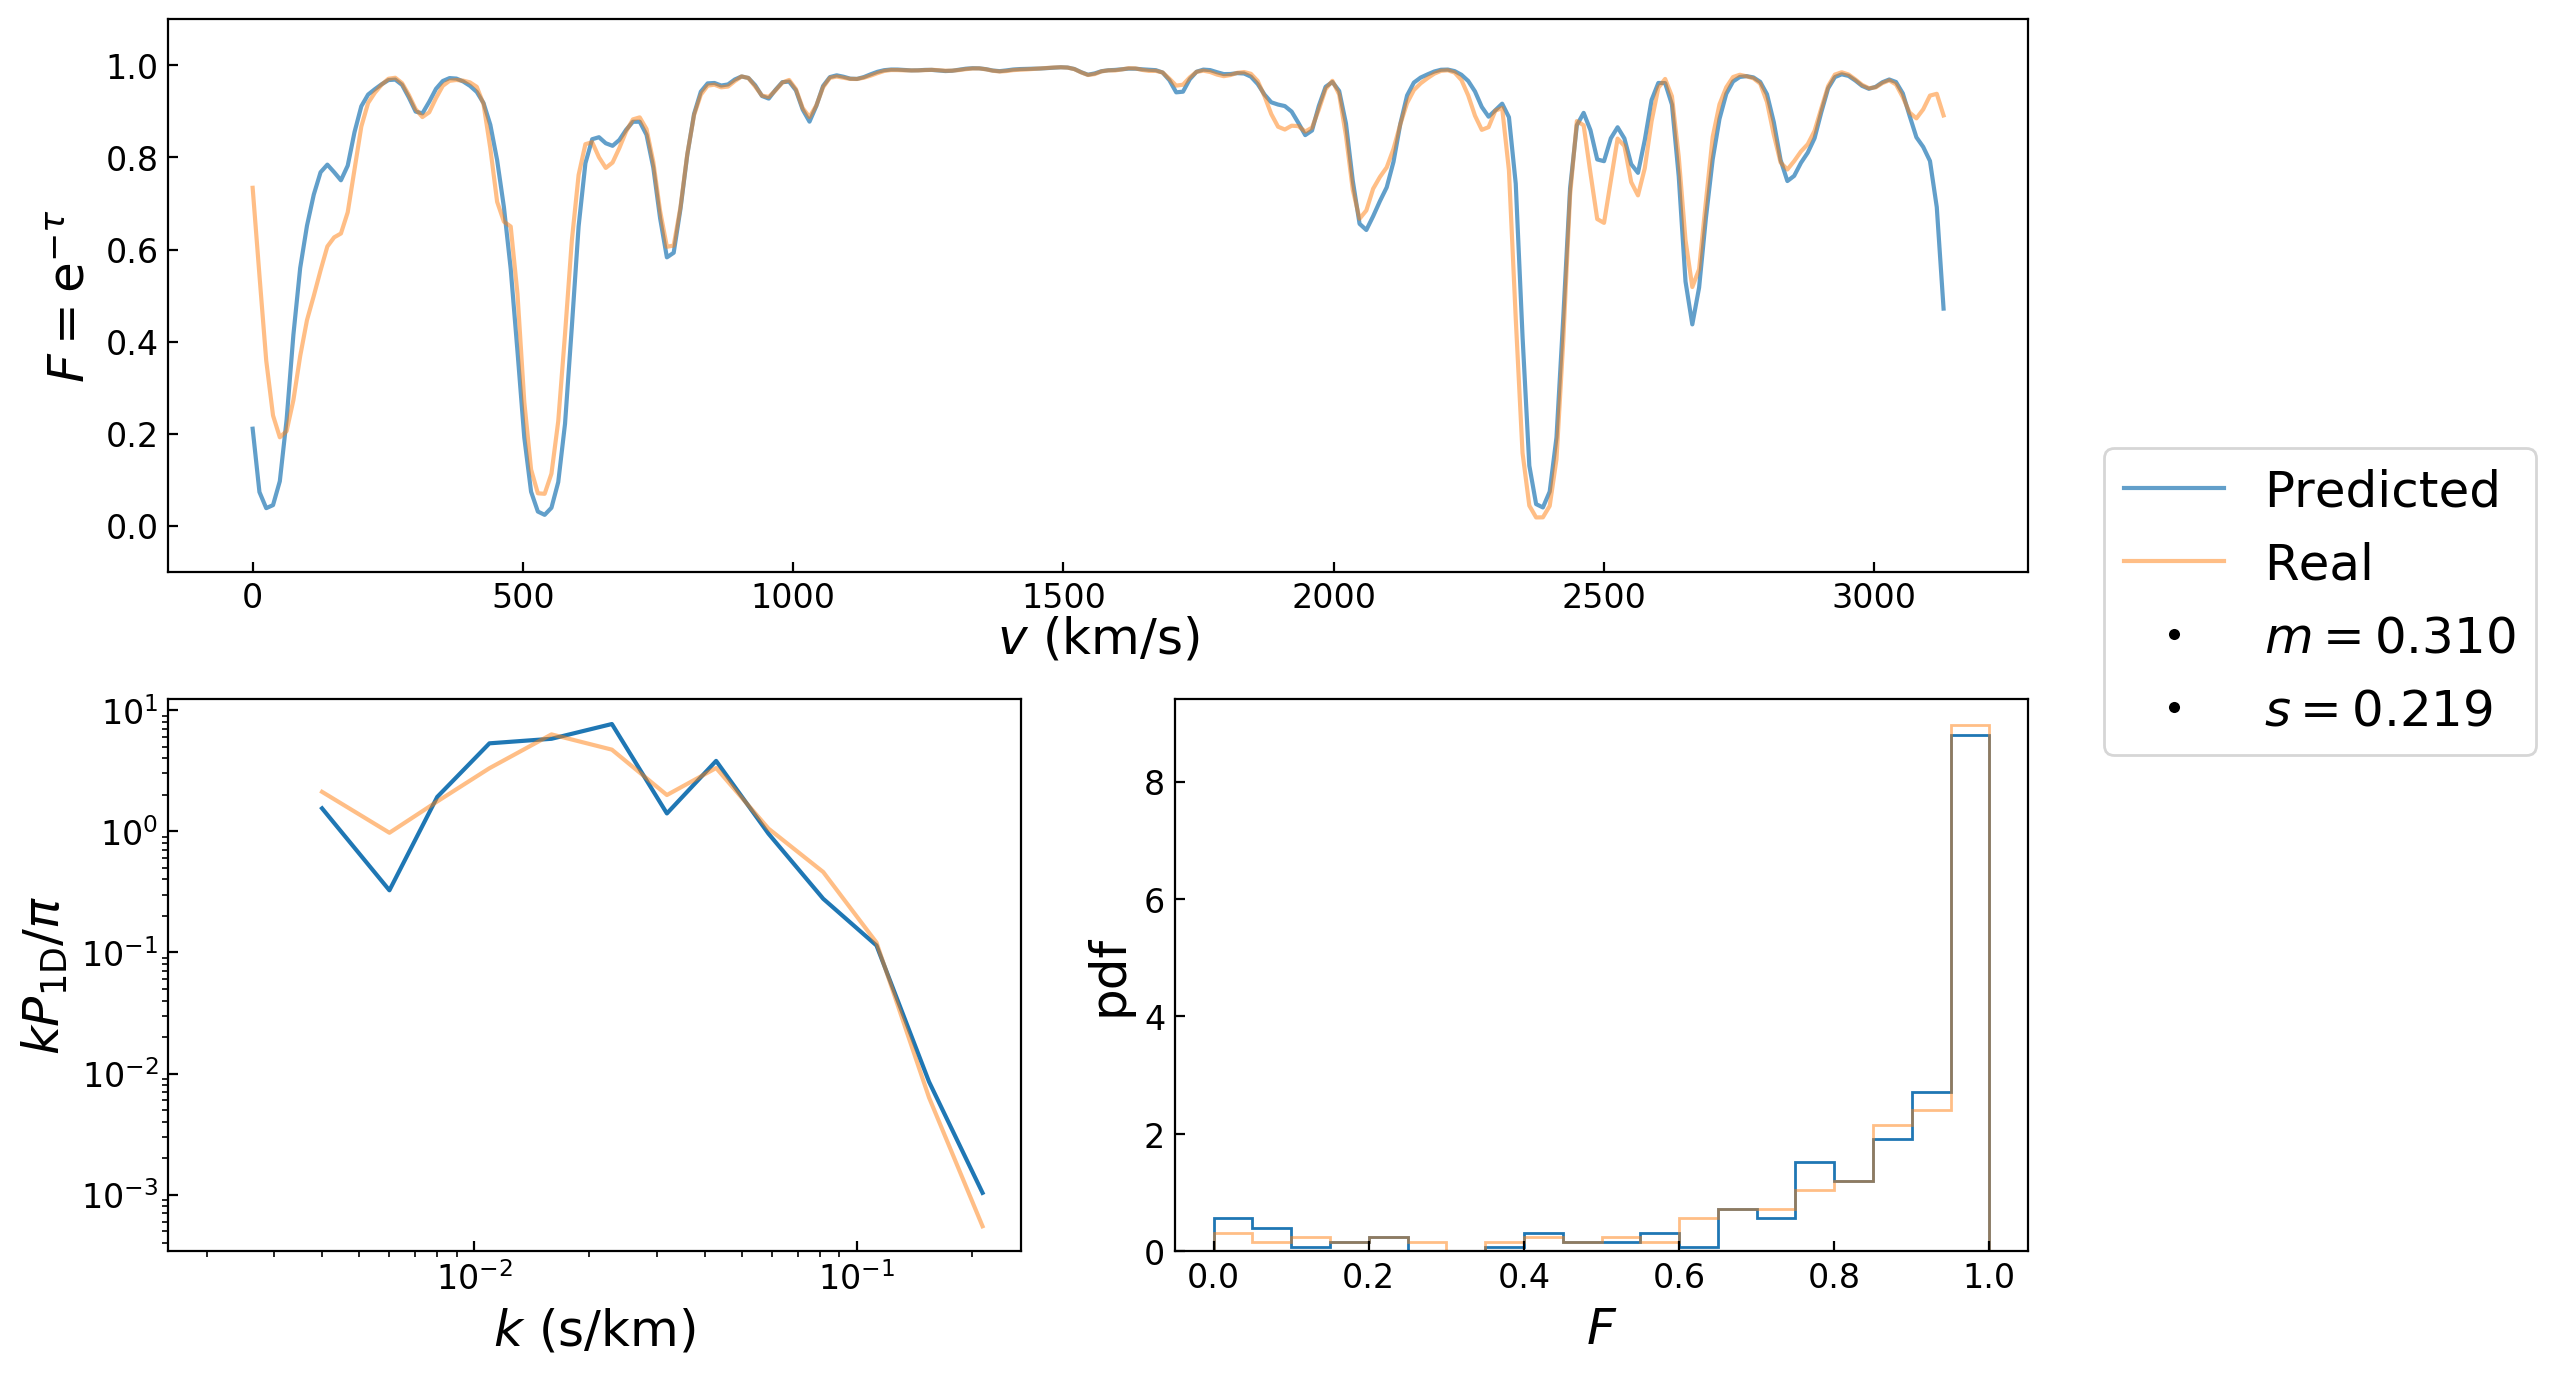 1.0
0.8
0.6
0.4
0.2
0.0
F = e^{−τ}
0 500 1000 1500 2000 2500 3000
v (km/s)
Predicted
Real
m = 0.310
s = 0.219
10^1
10^0
10^{−1}
10^{−2}
10^{−3}
kP_{1D}/π
10^{−2} 10^{−1}
k (s/km)
8
6
4
2
0
pdf
0.0 0.2 0.4 0.6 0.8 1.0
F